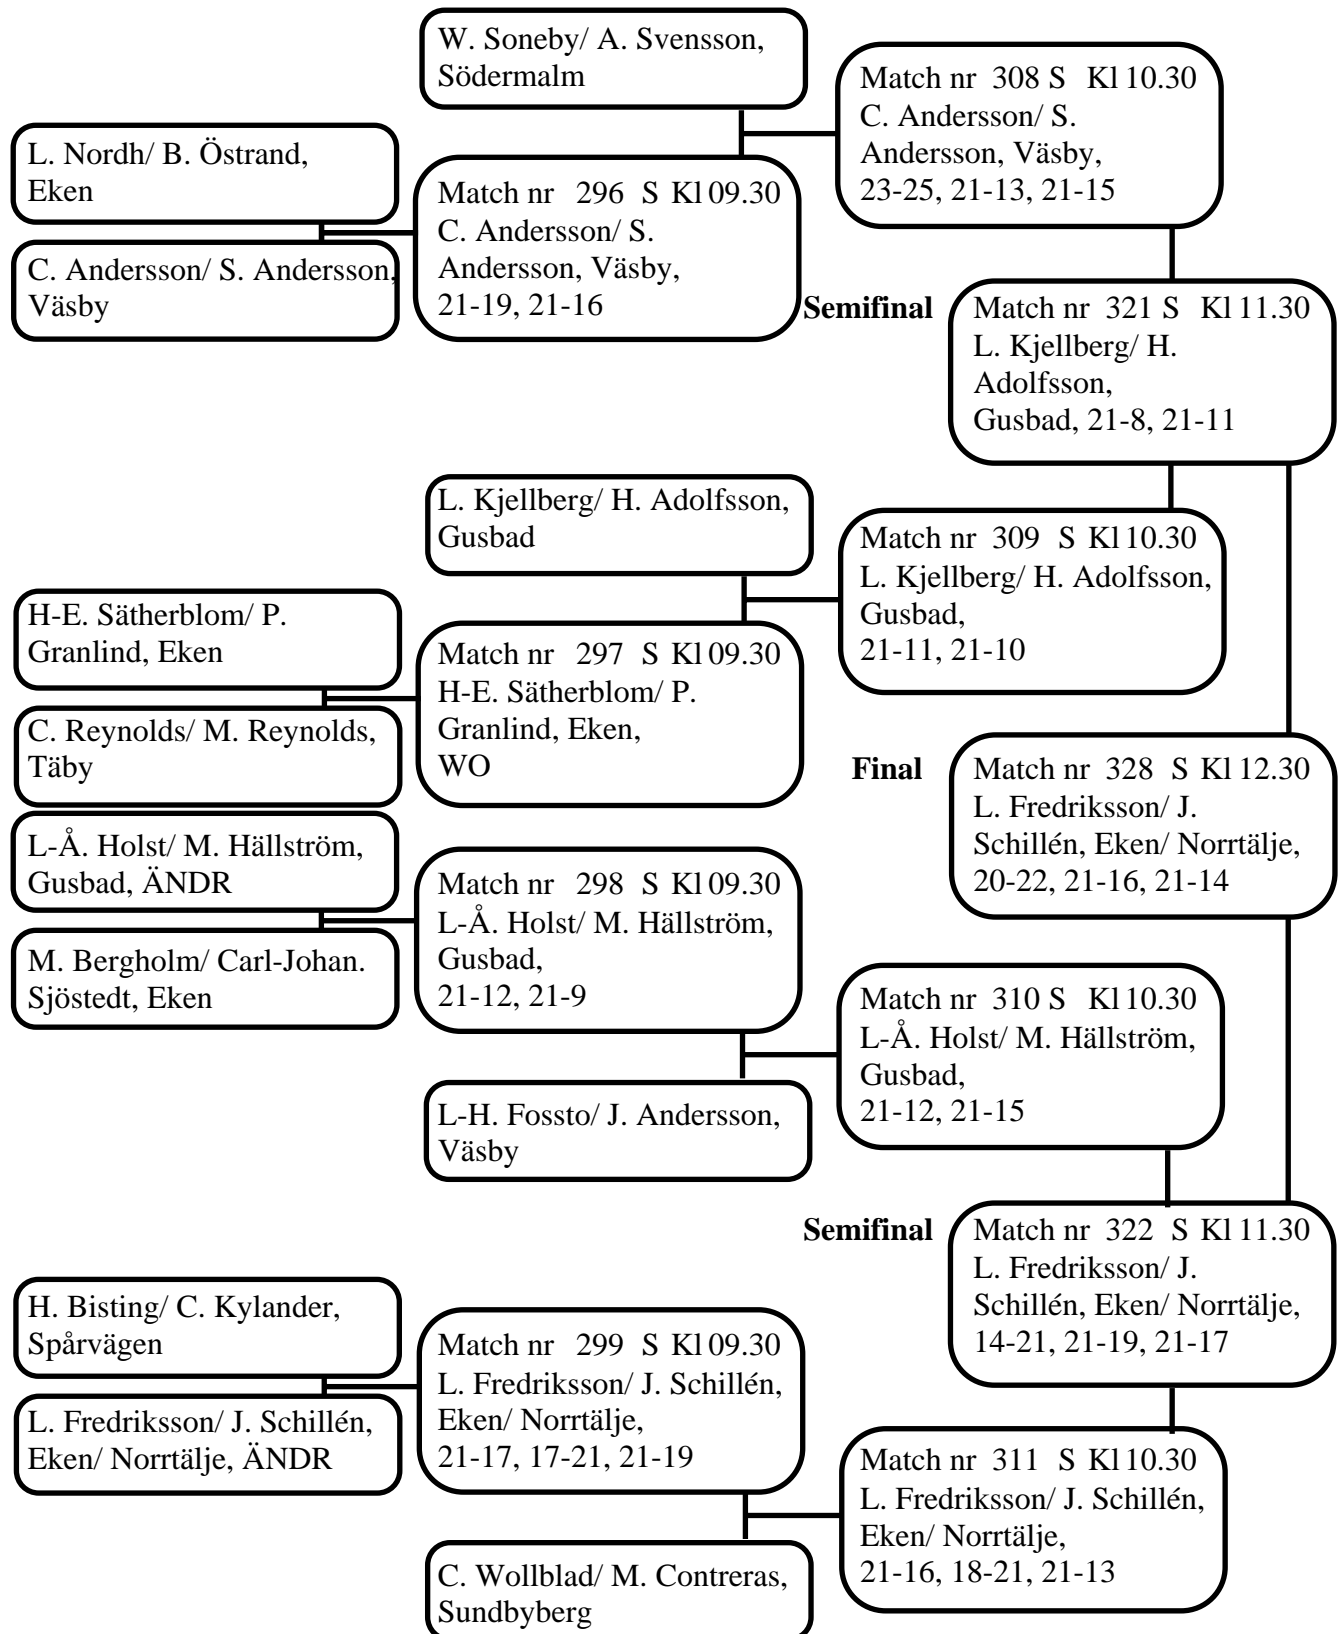 W. Soneby/ A. Svensson,
Södermalm
Match nr 308 S Kl 10.30
C. Andersson/ S.
Andersson, Väsby,
23-25, 21-13, 21-15
L. Nordh/ B. Östrand,
Eken
Match nr 296 S Kl 09.30
C. Andersson/ S.
Andersson, Väsby,
21-19, 21-16
C. Andersson/ S. Andersson,
Väsby
Semifinal
Match nr 321 S Kl 11.30
L. Kjellberg/ H.
Adolfsson,
Gusbad, 21-8, 21-11
L. Kjellberg/ H. Adolfsson,
Gusbad
Match nr 309 S Kl 10.30
L. Kjellberg/ H. Adolfsson,
Gusbad,
21-11, 21-10
H-E. Sätherblom/ P.
Granlind, Eken
Match nr 297 S Kl 09.30
H-E. Sätherblom/ P.
Granlind, Eken,
WO
C. Reynolds/ M. Reynolds,
Täby
Final
Match nr 328 S Kl 12.30
L. Fredriksson/ J.
Schillén, Eken/ Norrtälje,
20-22, 21-16, 21-14
L-Å. Holst/ M. Hällström,
Gusbad, ÄNDR
Match nr 298 S Kl 09.30
L-Å. Holst/ M. Hällström,
Gusbad,
21-12, 21-9
M. Bergholm/ Carl-Johan.
Sjöstedt, Eken
Match nr 310 S Kl 10.30
L-Å. Holst/ M. Hällström,
Gusbad,
21-12, 21-15
L-H. Fossto/ J. Andersson,
Väsby
Semifinal
Match nr 322 S Kl 11.30
L. Fredriksson/ J.
Schillén, Eken/ Norrtälje,
14-21, 21-19, 21-17
H. Bisting/ C. Kylander,
Spårvägen
Match nr 299 S Kl 09.30
L. Fredriksson/ J. Schillén,
Eken/ Norrtälje,
21-17, 17-21, 21-19
L. Fredriksson/ J. Schillén,
Eken/ Norrtälje, ÄNDR
Match nr 311 S Kl 10.30
L. Fredriksson/ J. Schillén,
Eken/ Norrtälje,
21-16, 18-21, 21-13
C. Wollblad/ M. Contreras,
Sundbyberg